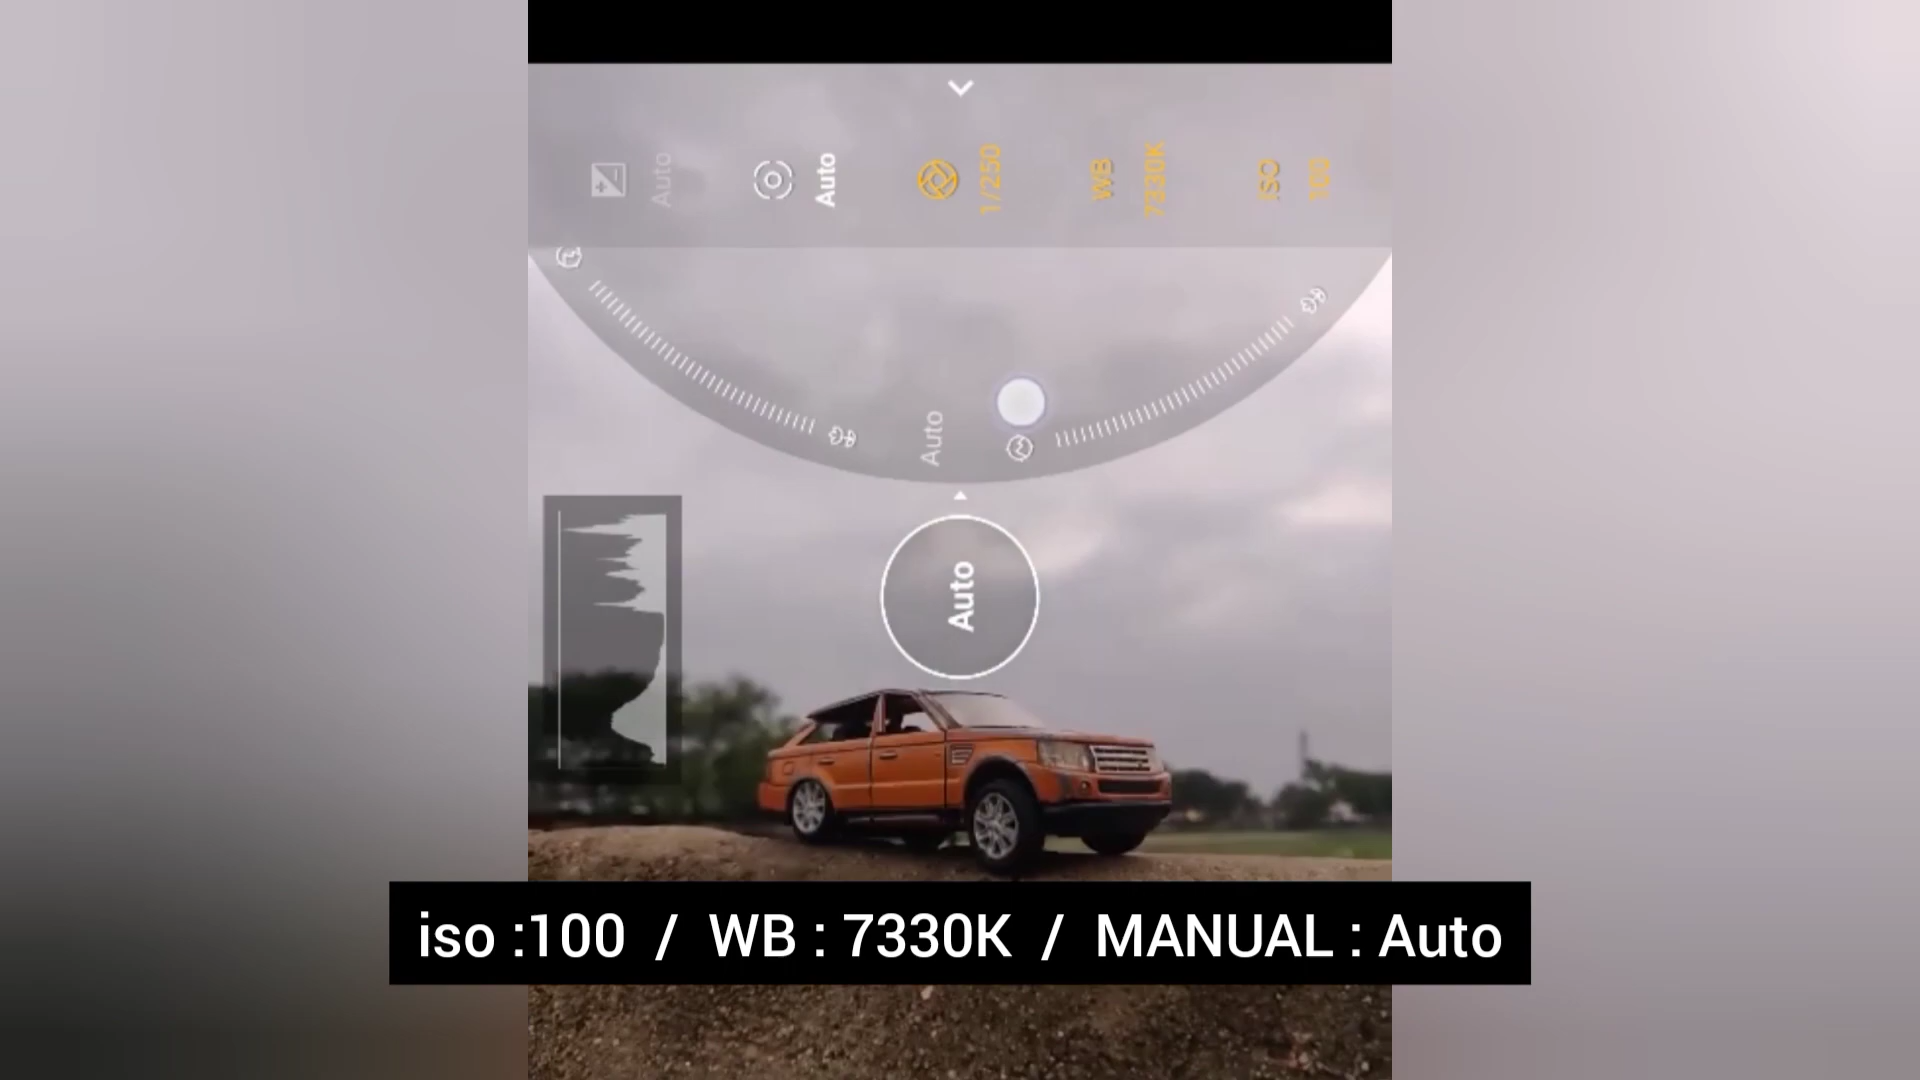 Auto
Auto
1/250
WB
7330K
ISO
100
Auto
Auto
iso :100 / WB : 7330K / MANUAL : Auto